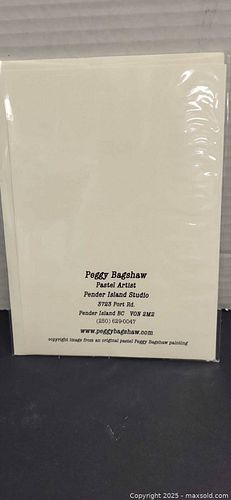 Peggy Bagshaw
Pastel Artist
Pender Island Studio
3723 Port Rd.
Pender Island BC V0N 2M2
(250) 629-0047
www.peggybagshaw.com
copyright image from an original pastel Peggy Bagshaw painting
© Copyright 2025 - maxsold.com